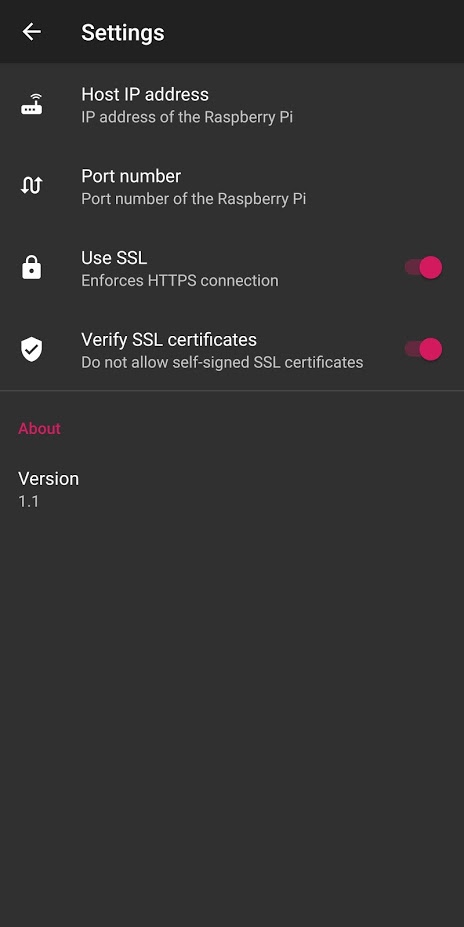 Settings
Host IP address
IP address of the Raspberry Pi
Port number
Port number of the Raspberry Pi
Use SSL
Enforces HTTPS connection
Verify SSL certificates
Do not allow self-signed SSL certificates
About
Version
1.1